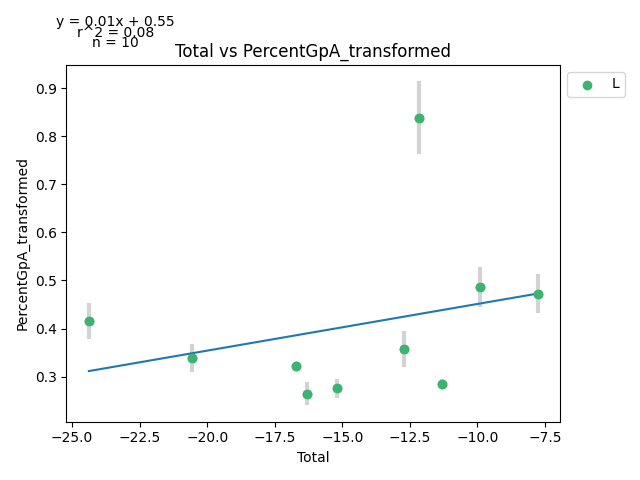 y = 0.01x + 0.55
r^2 = 0.08
n = 10
Total vs PercentGpA_transformed
L
PercentGpA_transformed
0.9
0.8
0.7
0.6
0.5
0.4
0.3
−25.0 −22.5 −20.0 −17.5 −15.0 −12.5 −10.0 −7.5
Total